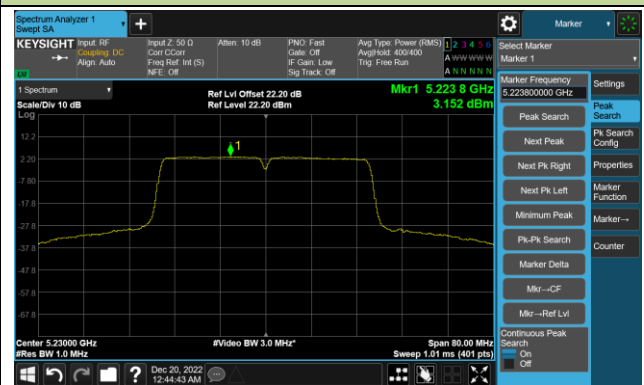 Spectrum Analyzer 1
Swept SA
+
Marker
KEYSIGHT
Input: RF
Coupling: DC
Align: Auto
Input Z: 50 Ω
Corr CCorr
Freq Ref: Int (S)
NFE: Off
Atten: 10 dB
PNO: Fast
Gate: Off
IF Gain: Low
Sig Track: Off
Avg Type: Power (RMS)
Avg|Hold: 400/400
Trig: Free Run
1 2 3 4 5 6
A W W W W W
A N N N N N
LXI
Select Marker
Marker 1
1 Spectrum
Scale/Div 10 dB
Log
Ref Lvl Offset 22.20 dB
Ref Level 22.20 dBm
Mkr1 5.223 8 GHz
3.152 dBm
1
12.2
2.20
-7.80
-17.8
-27.8
-37.8
-47.8
-57.8
-67.8
Center 5.23000 GHz
#Res BW 1.0 MHz
#Video BW 3.0 MHz*
Span 80.00 MHz
Sweep 1.01 ms (401 pts)
Marker Frequency
5.223800000 GHz
Peak Search
Next Peak
Next Pk Right
Next Pk Left
Minimum Peak
Pk-Pk Search
Marker Delta
Mkr→CF
Mkr→Ref Lvl
Continuous Peak
Search
On
Off
Settings
Peak
Search
Pk Search
Config
Properties
Marker
Function
Marker→
Counter
?
Dec 20, 2022
12:44:43 AM